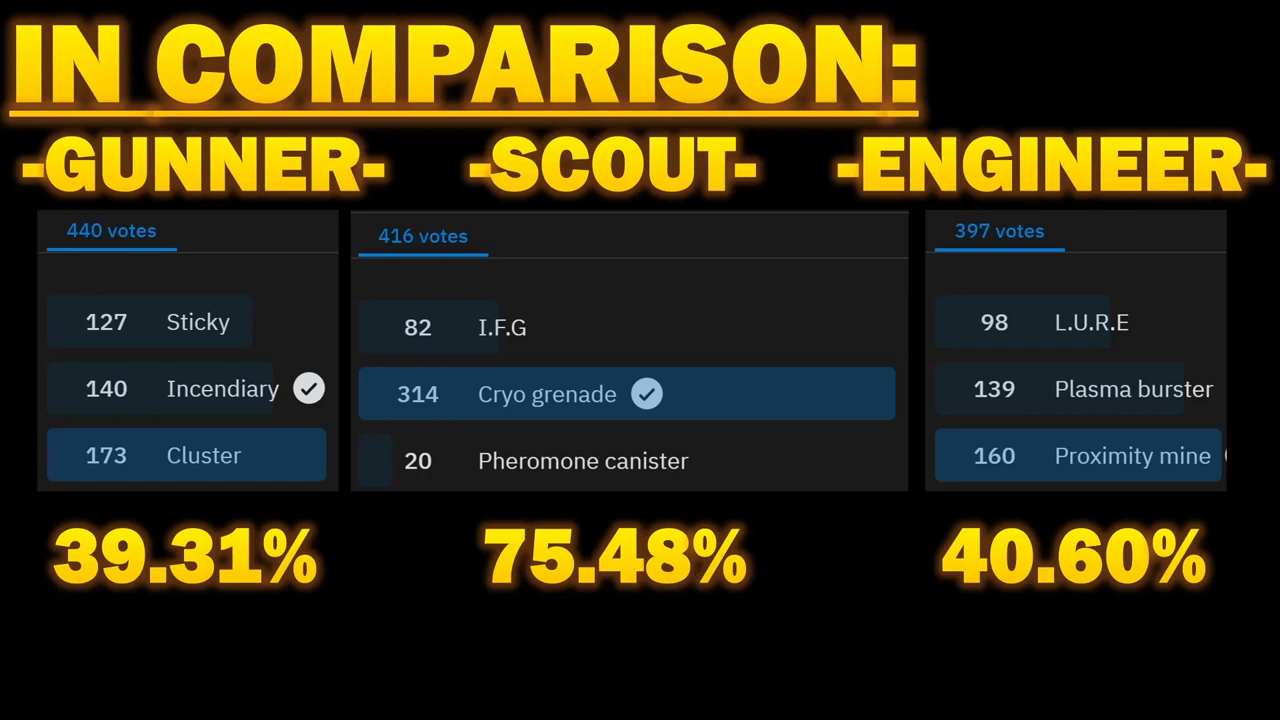 IN COMPARISON:
-GUNNER- -SCOUT- -ENGINEER-
440 votes
127 Sticky
140 Incendiary
173 Cluster
416 votes
82 I.F.G
314 Cryo grenade
20 Pheromone canister
397 votes
98 L.U.R.E
139 Plasma burster
160 Proximity mine
39.31% 75.48% 40.60%